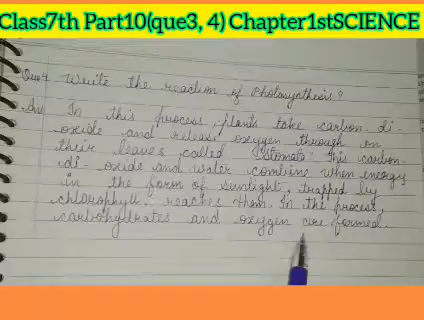 Class7th Part10(que3, 4) Chapter1stSCIENCE
Que4 Write the reaction of Photosynthesis?
Ans In this process plants take carbon di-
oxide and release oxygen through on
their leaves called Stomata. This carbon-
di-oxide and water combine when energy
in the form of sunlight, trapped by
chlorophyll. reaches them. In the process,
carbohydrates and oxygen are formed.